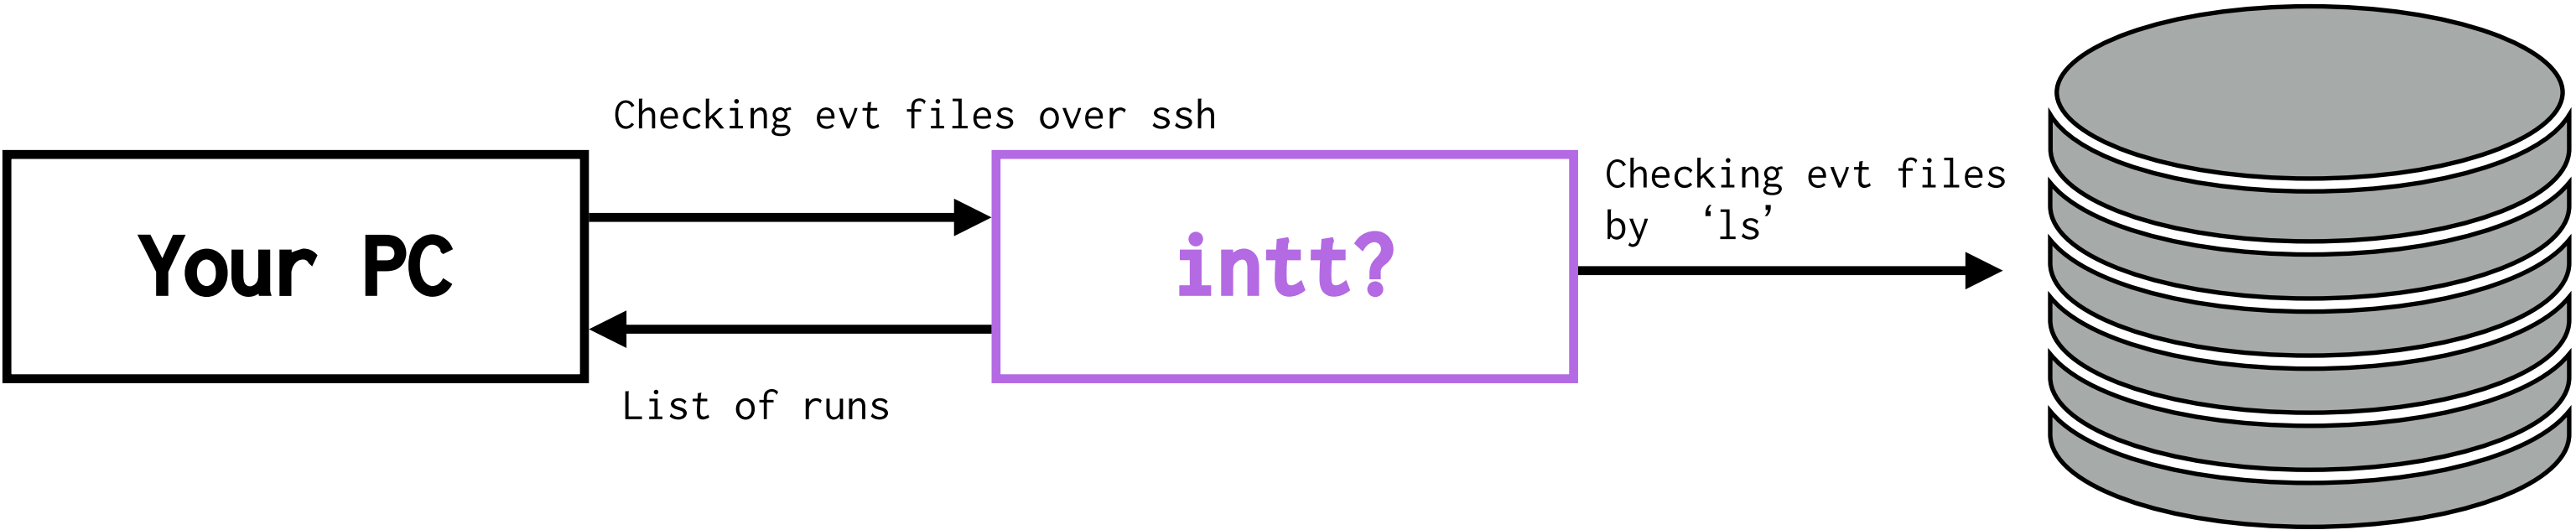 Checking evt files over ssh
Your PC
intt?
Checking evt files
by ‘ls’
List of runs